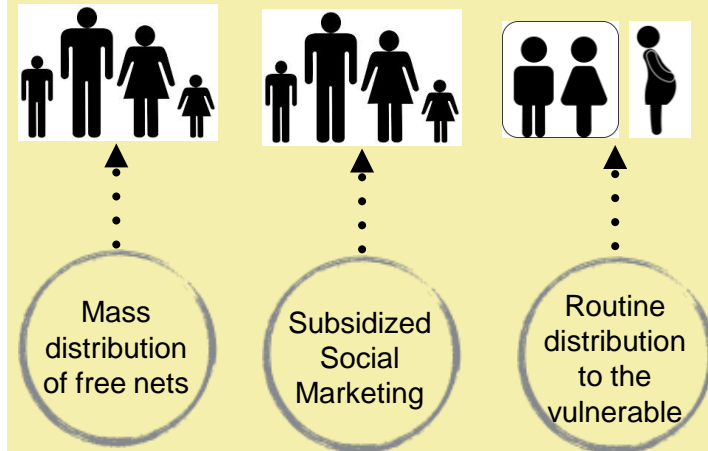 Mass
distribution
of free nets
Subsidized
Social
Marketing
Routine
distribution
to the
vulnerable